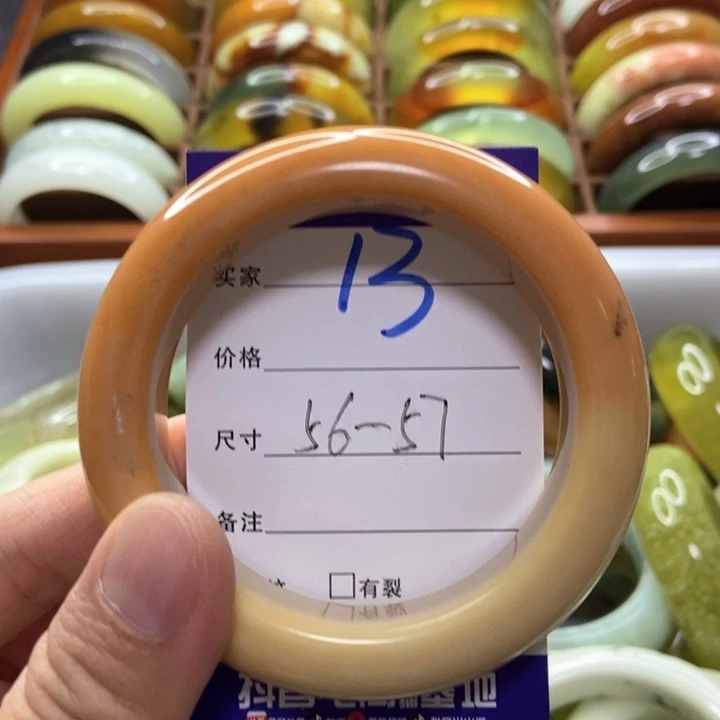 买家 13
价格
尺寸 56-57
备注
□有裂